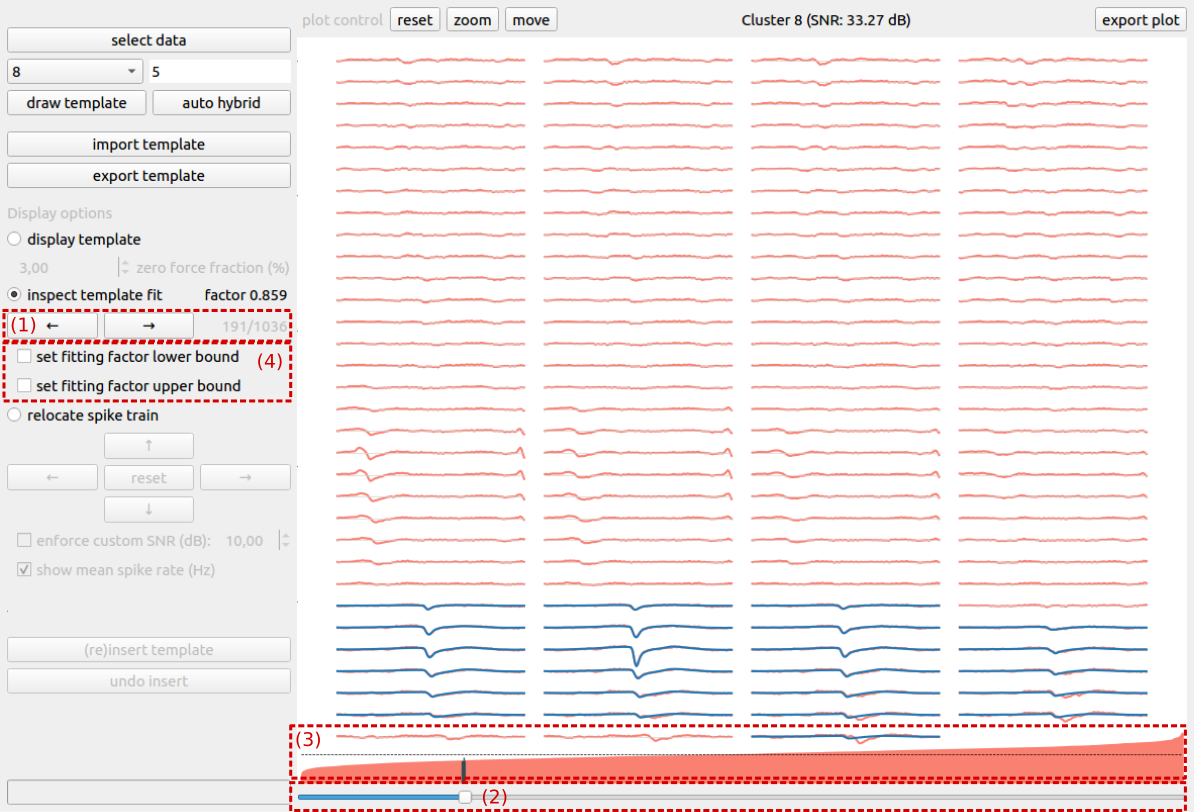 plot control reset zoom move Cluster 8 (SNR: 33.27 dB) export plot
select data
8 5
draw template auto hybrid
import template
export template
Display options
display template
3,00 zero force fraction (%)
inspect template fit factor 0.859
(1) ← → 191/1036
set fitting factor lower bound (4)
set fitting factor upper bound
relocate spike train
↑
← reset →
↓
enforce custom SNR (dB): 10,00
show mean spike rate (Hz)
(re)insert template
undo insert
(3)
(2)